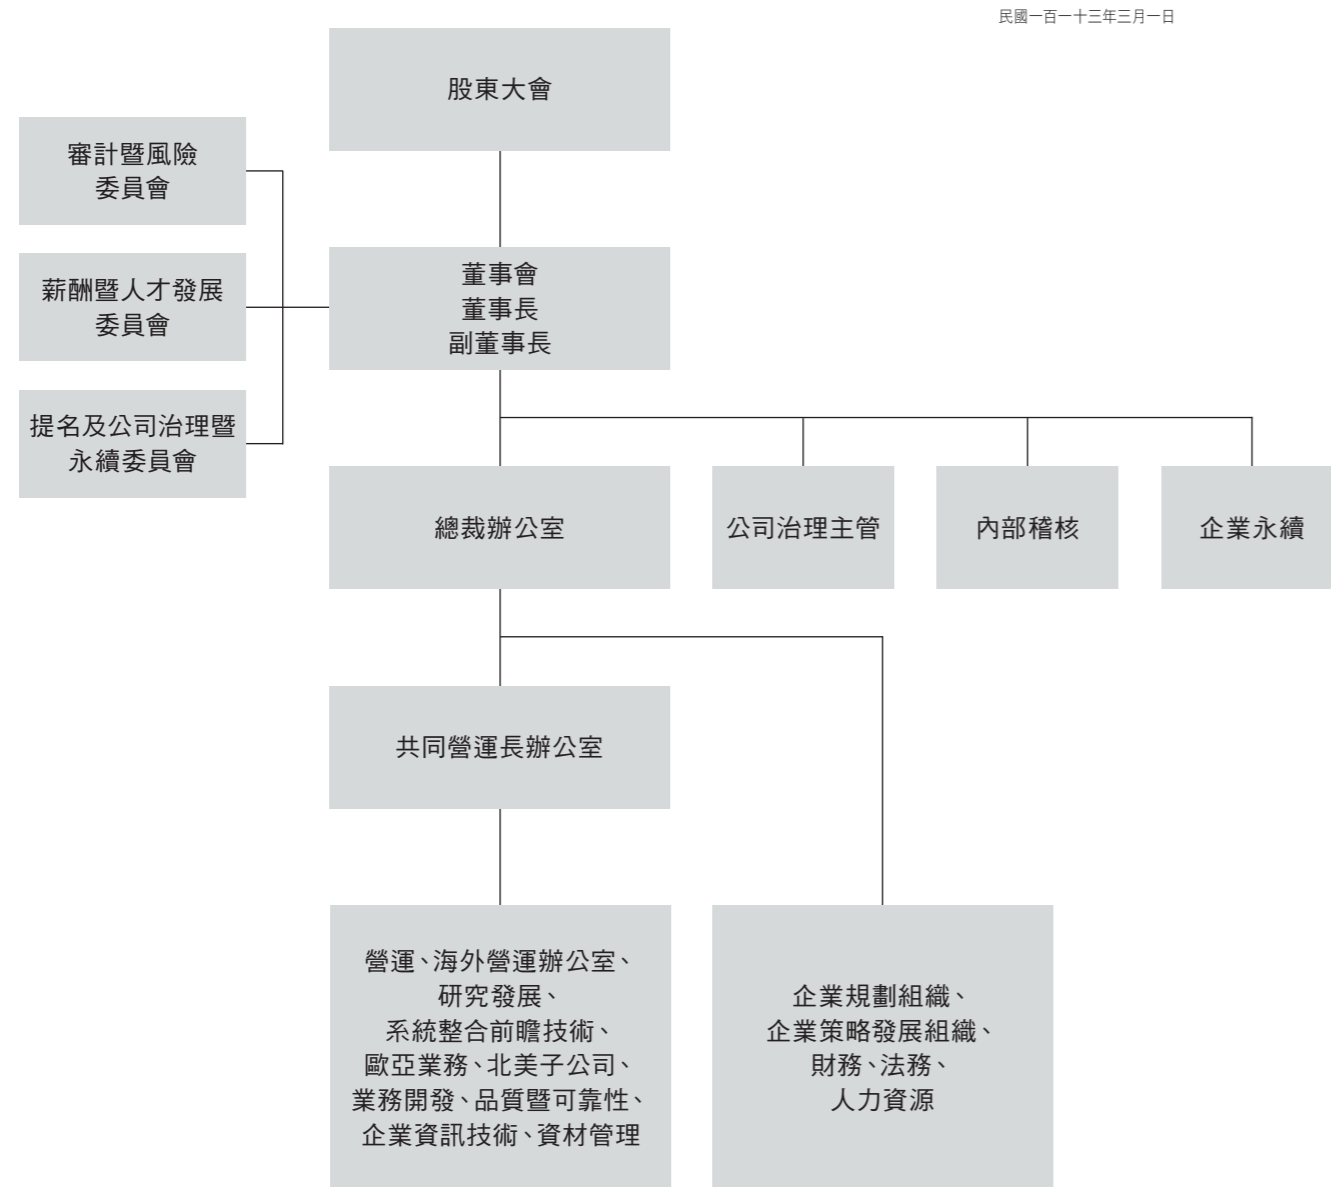 民國一百一十三年三月一日
股東大會
審計暨風險
委員會
薪酬暨人才發展
委員會
提名及公司治理暨
永續委員會
董事會
董事長
副董事長
總裁辦公室
公司治理主管
內部稽核
企業永續
共同營運長辦公室
營運、海外營運辦公室、
研究發展、
系統整合前瞻技術、
歐亞業務、北美子公司、
業務開發、品質暨可靠性、
企業資訊技術、資材管理
企業規劃組織、
企業策略發展組織、
財務、法務、
人力資源